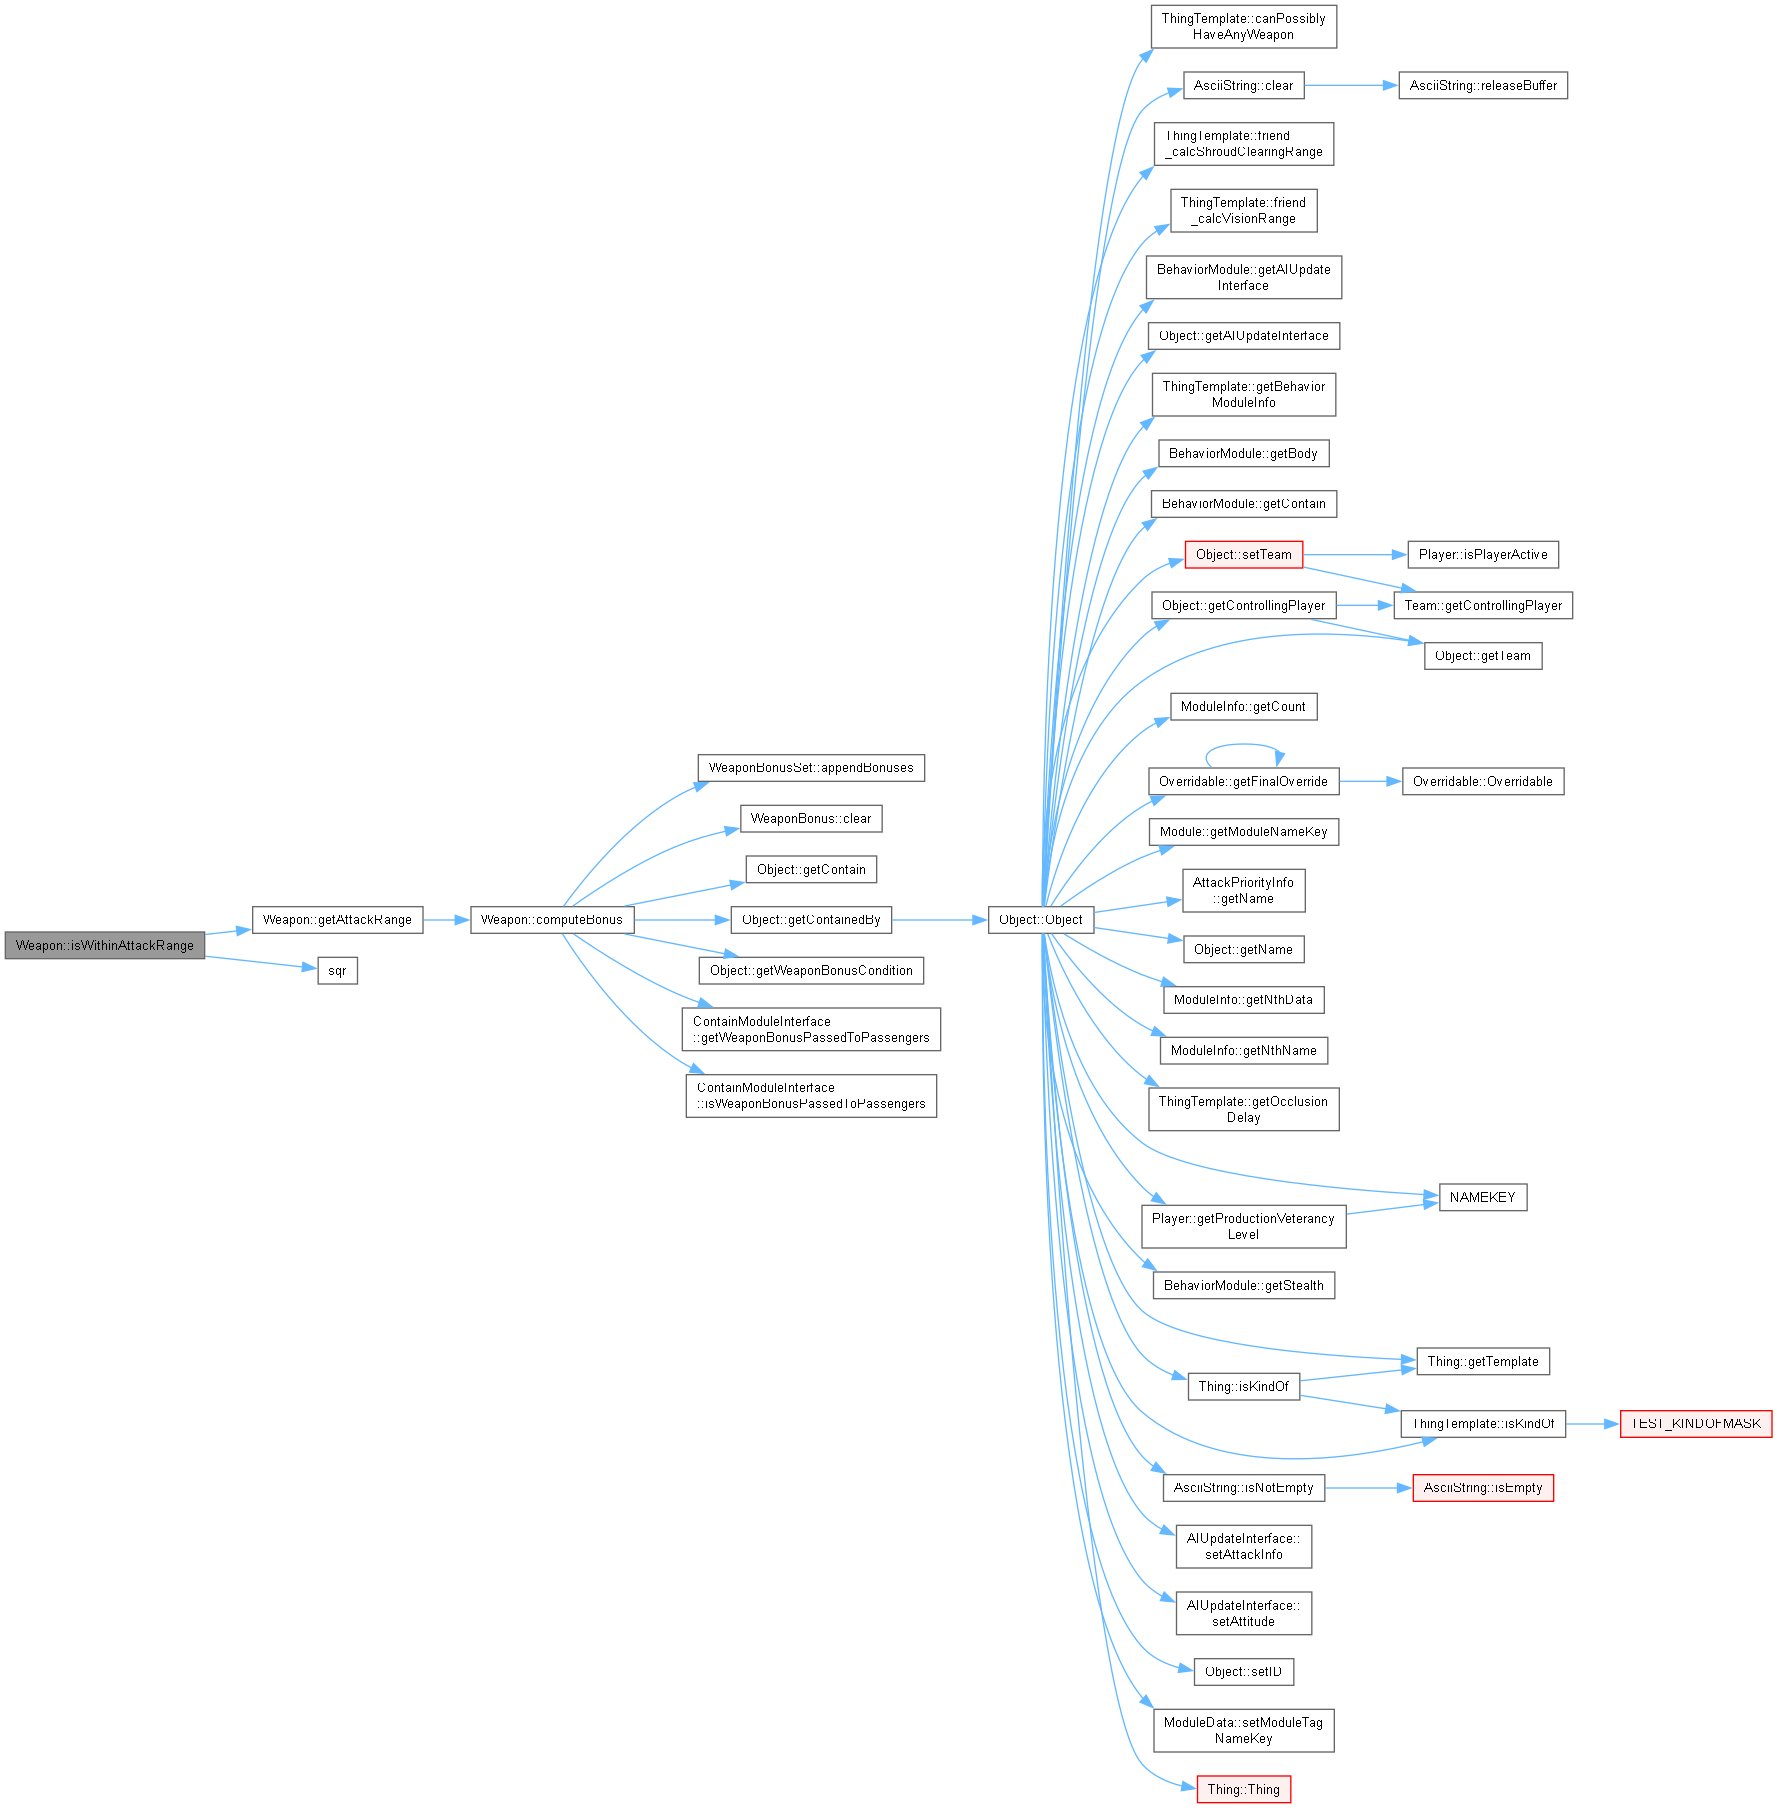 ThingTemplate::canPossibly
HaveAnyWeapon
AsciiString::clear
AsciiString::releaseBuffer
ThingTemplate::friend
_calcShroudClearingRange
ThingTemplate::friend
_calcVisionRange
BehaviorModule::getAIUpdate
Interface
Object::getAIUpdateInterface
ThingTemplate::getBehavior
ModuleInfo
BehaviorModule::getBody
BehaviorModule::getContain
Object::setTeam
Player::isPlayerActive
Object::getControllingPlayer
Team::getControllingPlayer
Object::getTeam
ModuleInfo::getCount
WeaponBonusSet::appendBonuses
Overridable::getFinalOverride
Overridable::Overridable
WeaponBonus::clear
Module::getModuleNameKey
Object::getContain
AttackPriorityInfo
::getName
Weapon::isWithinAttackRange
Weapon::getAttackRange
Weapon::computeBonus
Object::getContainedBy
Object::Object
Object::getName
sqr
Object::getWeaponBonusCondition
ModuleInfo::getNthData
ContainModuleInterface
::getWeaponBonusPassedToPassengers
ModuleInfo::getNthName
ContainModuleInterface
::isWeaponBonusPassedToPassengers
ThingTemplate::getOcclusion
Delay
NAMEKEY
Player::getProductionVeterancy
Level
BehaviorModule::getStealth
Thing::getTemplate
Thing::isKindOf
ThingTemplate::isKindOf
TEST_KINDOFMASK
AsciiString::isNotEmpty
AsciiString::isEmpty
AIUpdateInterface::
setAttackInfo
AIUpdateInterface::
setAttitude
Object::setID
ModuleData::setModuleTag
NameKey
Thing::Thing